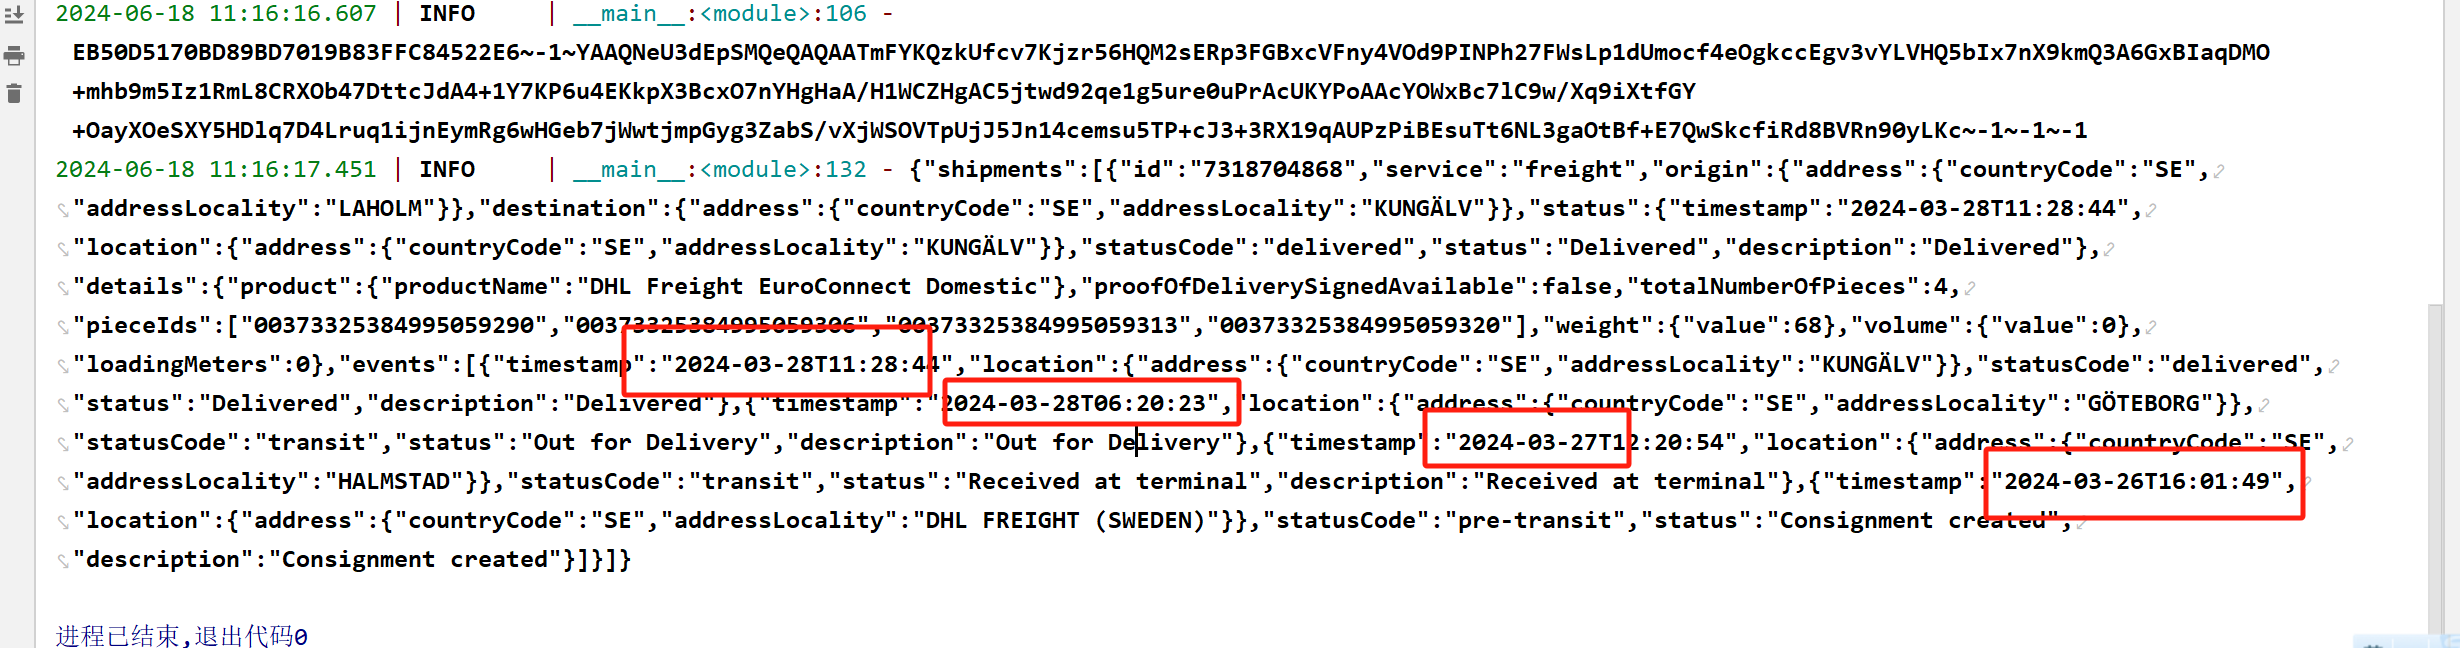 2024-06-18 11:16:16.607 | INFO     | __main__:<module>:106 -
EB50D5170BD89BD7019B83FFC84522E6~-1~YAAQNeU3dEpSMQeQAQAATmFYKQzkUfcv7Kjzr56HQM2sERp3FGBxcVFny4VOd9PINPh27FWsLp1dUmocf4eOgkccEgv3vYLVHQ5bIx7nX9kmQ3A6GxBIaqDMO
+mhb9m5Iz1RmL8CRXOb47DttcJdA4+1Y7KP6u4EKkpX3BcxO7nYHgHaA/H1WCZHgAC5jtwd92qe1g5ure0uPrAcUKYPoAAcYOWxBc7lC9w/Xq9iXtfGY
+OayXOeSXY5HDlq7D4Lruq1ijnEymRg6wHGeb7jWwtjmpGyg3ZabS/vXjWSOVTpUjJ5Jn14cemsu5TP+cJ3+3RX19qAUPzPiBEsuTt6NL3gaOtBf+E7QwSkcfiRd8BVRn90yLKc~-1~-1~-1
2024-06-18 11:16:17.451 | INFO     | __main__:<module>:132 - {"shipments":[{"id":"7318704868","service":"freight","origin":{"address":{"countryCode":"SE",
"addressLocality":"LAHOLM"}},"destination":{"address":{"countryCode":"SE","addressLocality":"KUNGÄLV"}},"status":{"timestamp":"2024-03-28T11:28:44",
"location":{"address":{"countryCode":"SE","addressLocality":"KUNGÄLV"}},"statusCode":"delivered","status":"Delivered","description":"Delivered"},
"details":{"product":{"productName":"DHL Freight EuroConnect Domestic"},"proofOfDeliverySignedAvailable":false,"totalNumberOfPieces":4,
"pieceIds":["00373325384995059290","00373325384995059306","00373325384995059313","00373325384995059320"],"weight":{"value":68},"volume":{"value":0},
"loadingMeters":0},"events":[{"timestamp":"2024-03-28T11:28:44","location":{"address":{"countryCode":"SE","addressLocality":"KUNGÄLV"}},"statusCode":"delivered",
"status":"Delivered","description":"Delivered"},{"timestamp":"2024-03-28T06:20:23","location":{"address":{"countryCode":"SE","addressLocality":"GÖTEBORG"}},
"statusCode":"transit","status":"Out for Delivery","description":"Out for Delivery"},{"timestamp":"2024-03-27T12:20:54","location":{"address":{"countryCode":"SE",
"addressLocality":"HALMSTAD"}},"statusCode":"transit","status":"Received at terminal","description":"Received at terminal"},{"timestamp":"2024-03-26T16:01:49",
"location":{"address":{"countryCode":"SE","addressLocality":"DHL FREIGHT (SWEDEN)"}},"statusCode":"pre-transit","status":"Consignment created",
"description":"Consignment created"}]}]}
进程已结束,退出代码0